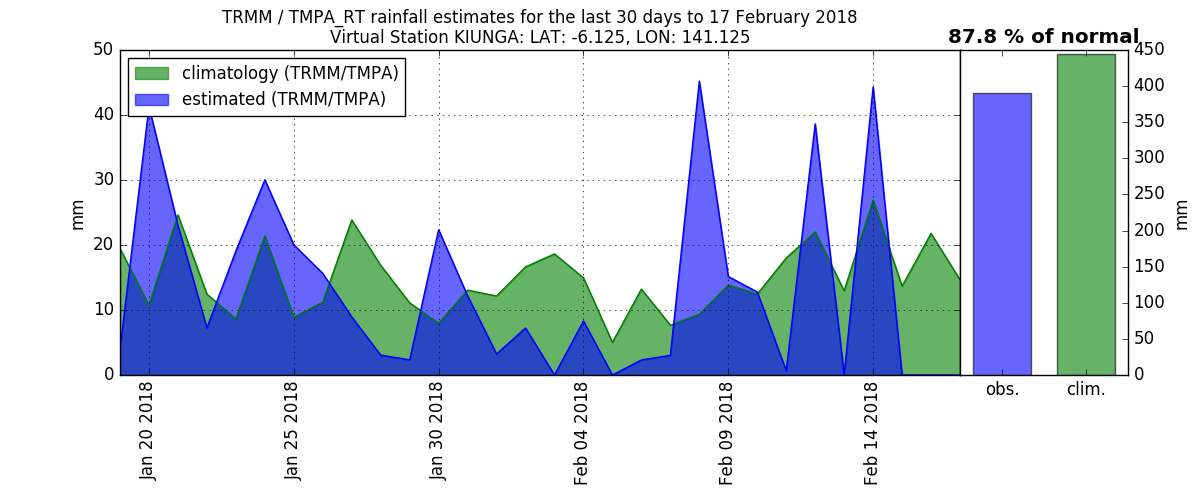 TRMM / TMPA_RT rainfall estimates for the last 30 days to 17 February 2018
Virtual Station KIUNGA: LAT: -6.125, LON: 141.125
87.8 % of normal
climatology (TRMM/TMPA)
estimated (TRMM/TMPA)
50
40
30
20
10
0
mm
Jan 20 2018
Jan 25 2018
Jan 30 2018
Feb 04 2018
Feb 09 2018
Feb 14 2018
obs.
clim.
450
400
350
300
250
200
150
100
50
0
mm